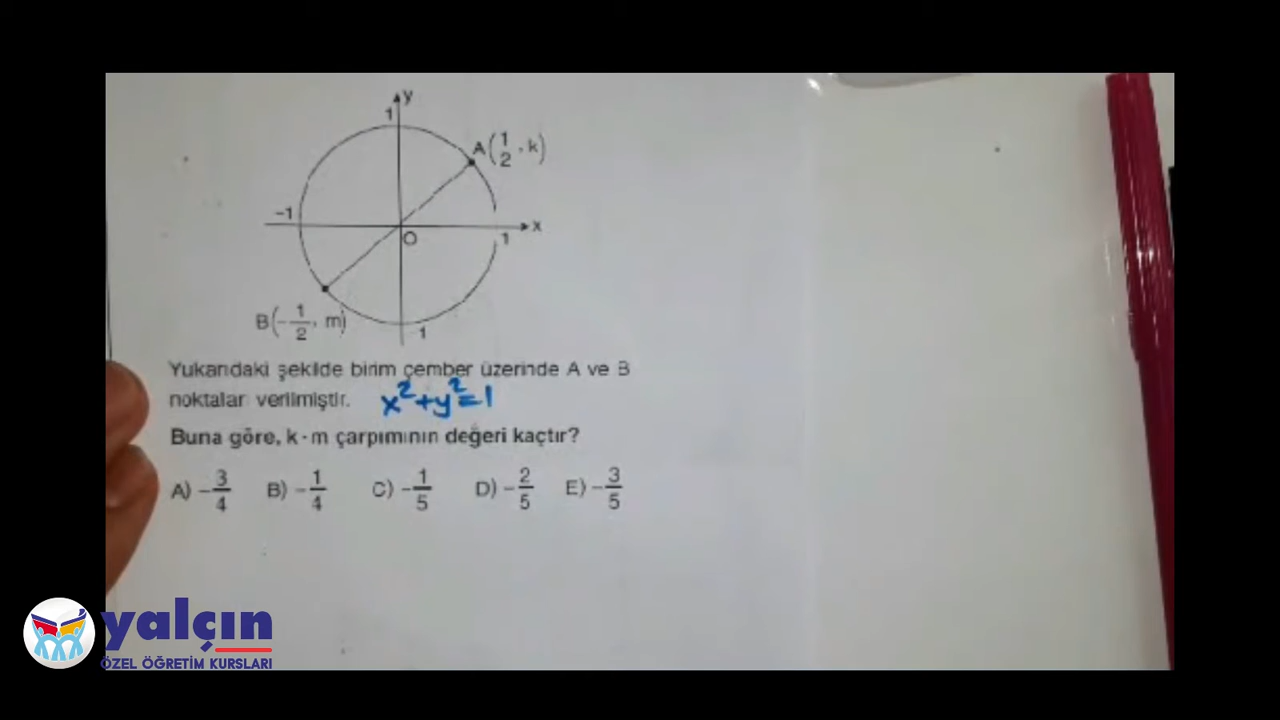 y
1
A(1/2, k)
-1
O
1
x
B(-1/2, m)
1
Yukarıdaki şekilde birim çember üzerinde A ve B
noktaları verilmiştir. x²+y²=1
Buna göre, k·m çarpımının değeri kaçtır?
A) -3/4 B) -1/4 C) -1/5 D) -2/5 E) -3/5
yalçın
ÖZEL ÖĞRETİM KURSLARI